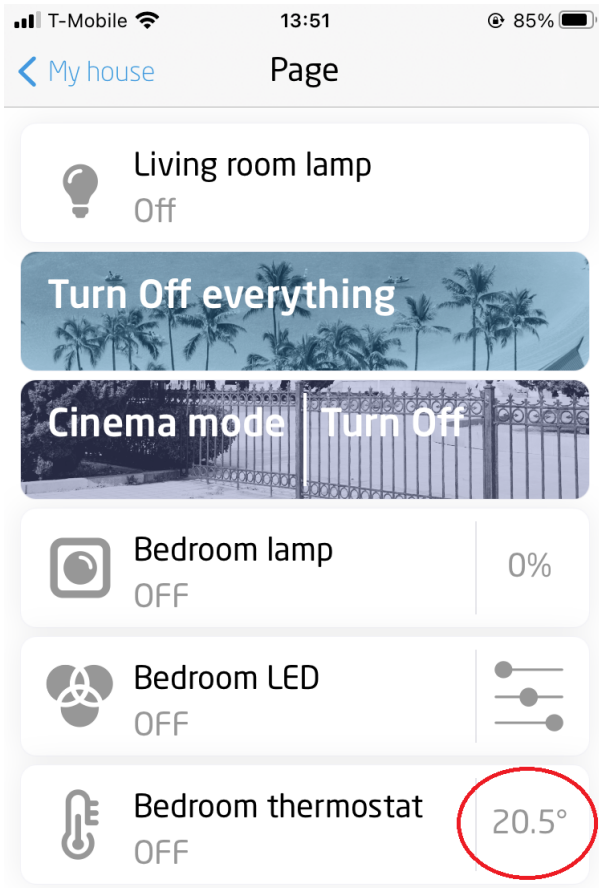 T-Mobile 13:51 85%
My house Page
Living room lamp
Off
Turn Off everything
Cinema mode Turn Off
Bedroom lamp
OFF
0%
Bedroom LED
OFF
Bedroom thermostat
OFF
20.5°